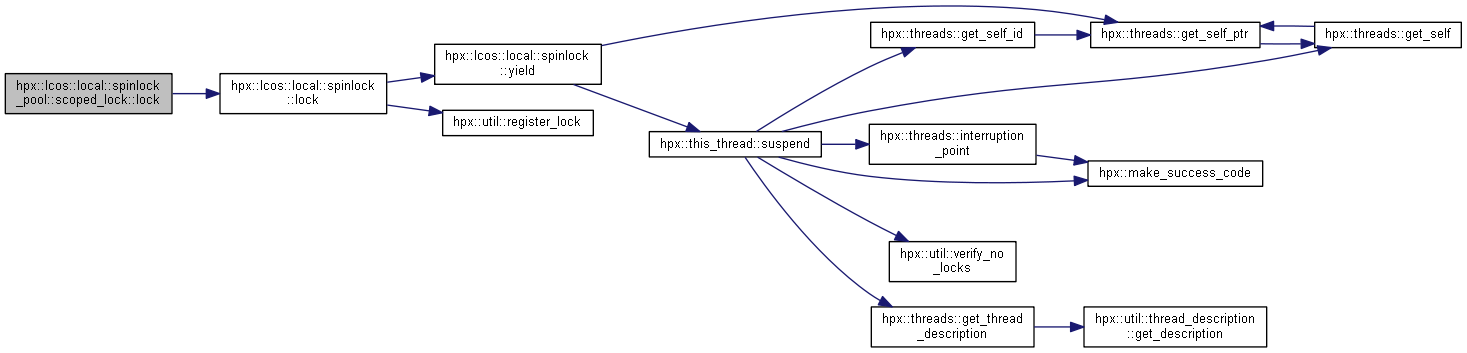 hpx::lcos::local::spinlock
_pool::scoped_lock::lock
hpx::lcos::local::spinlock
::lock
hpx::lcos::local::spinlock
::yield
hpx::util::register_lock
hpx::this_thread::suspend
hpx::threads::get_self_id
hpx::threads::get_self_ptr
hpx::threads::get_self
hpx::threads::interruption
_point
hpx::make_success_code
hpx::util::verify_no
_locks
hpx::threads::get_thread
_description
hpx::util::thread_description
::get_description